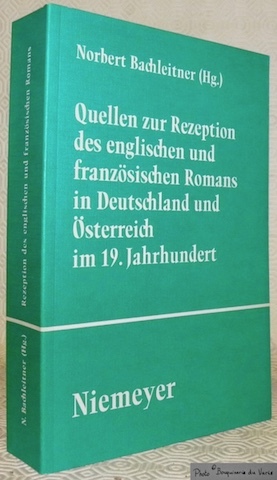 Norbert Bachleitner (Hg.)
Quellen zur Rezeption
des englischen und
französischen Romans
in Deutschland und
Österreich
im 19. Jahrhundert
Niemeyer
N. Bachleitner (Hg.)
Rezeption des englischen und französischen Romans
Photo © Bouquinerie du Varis